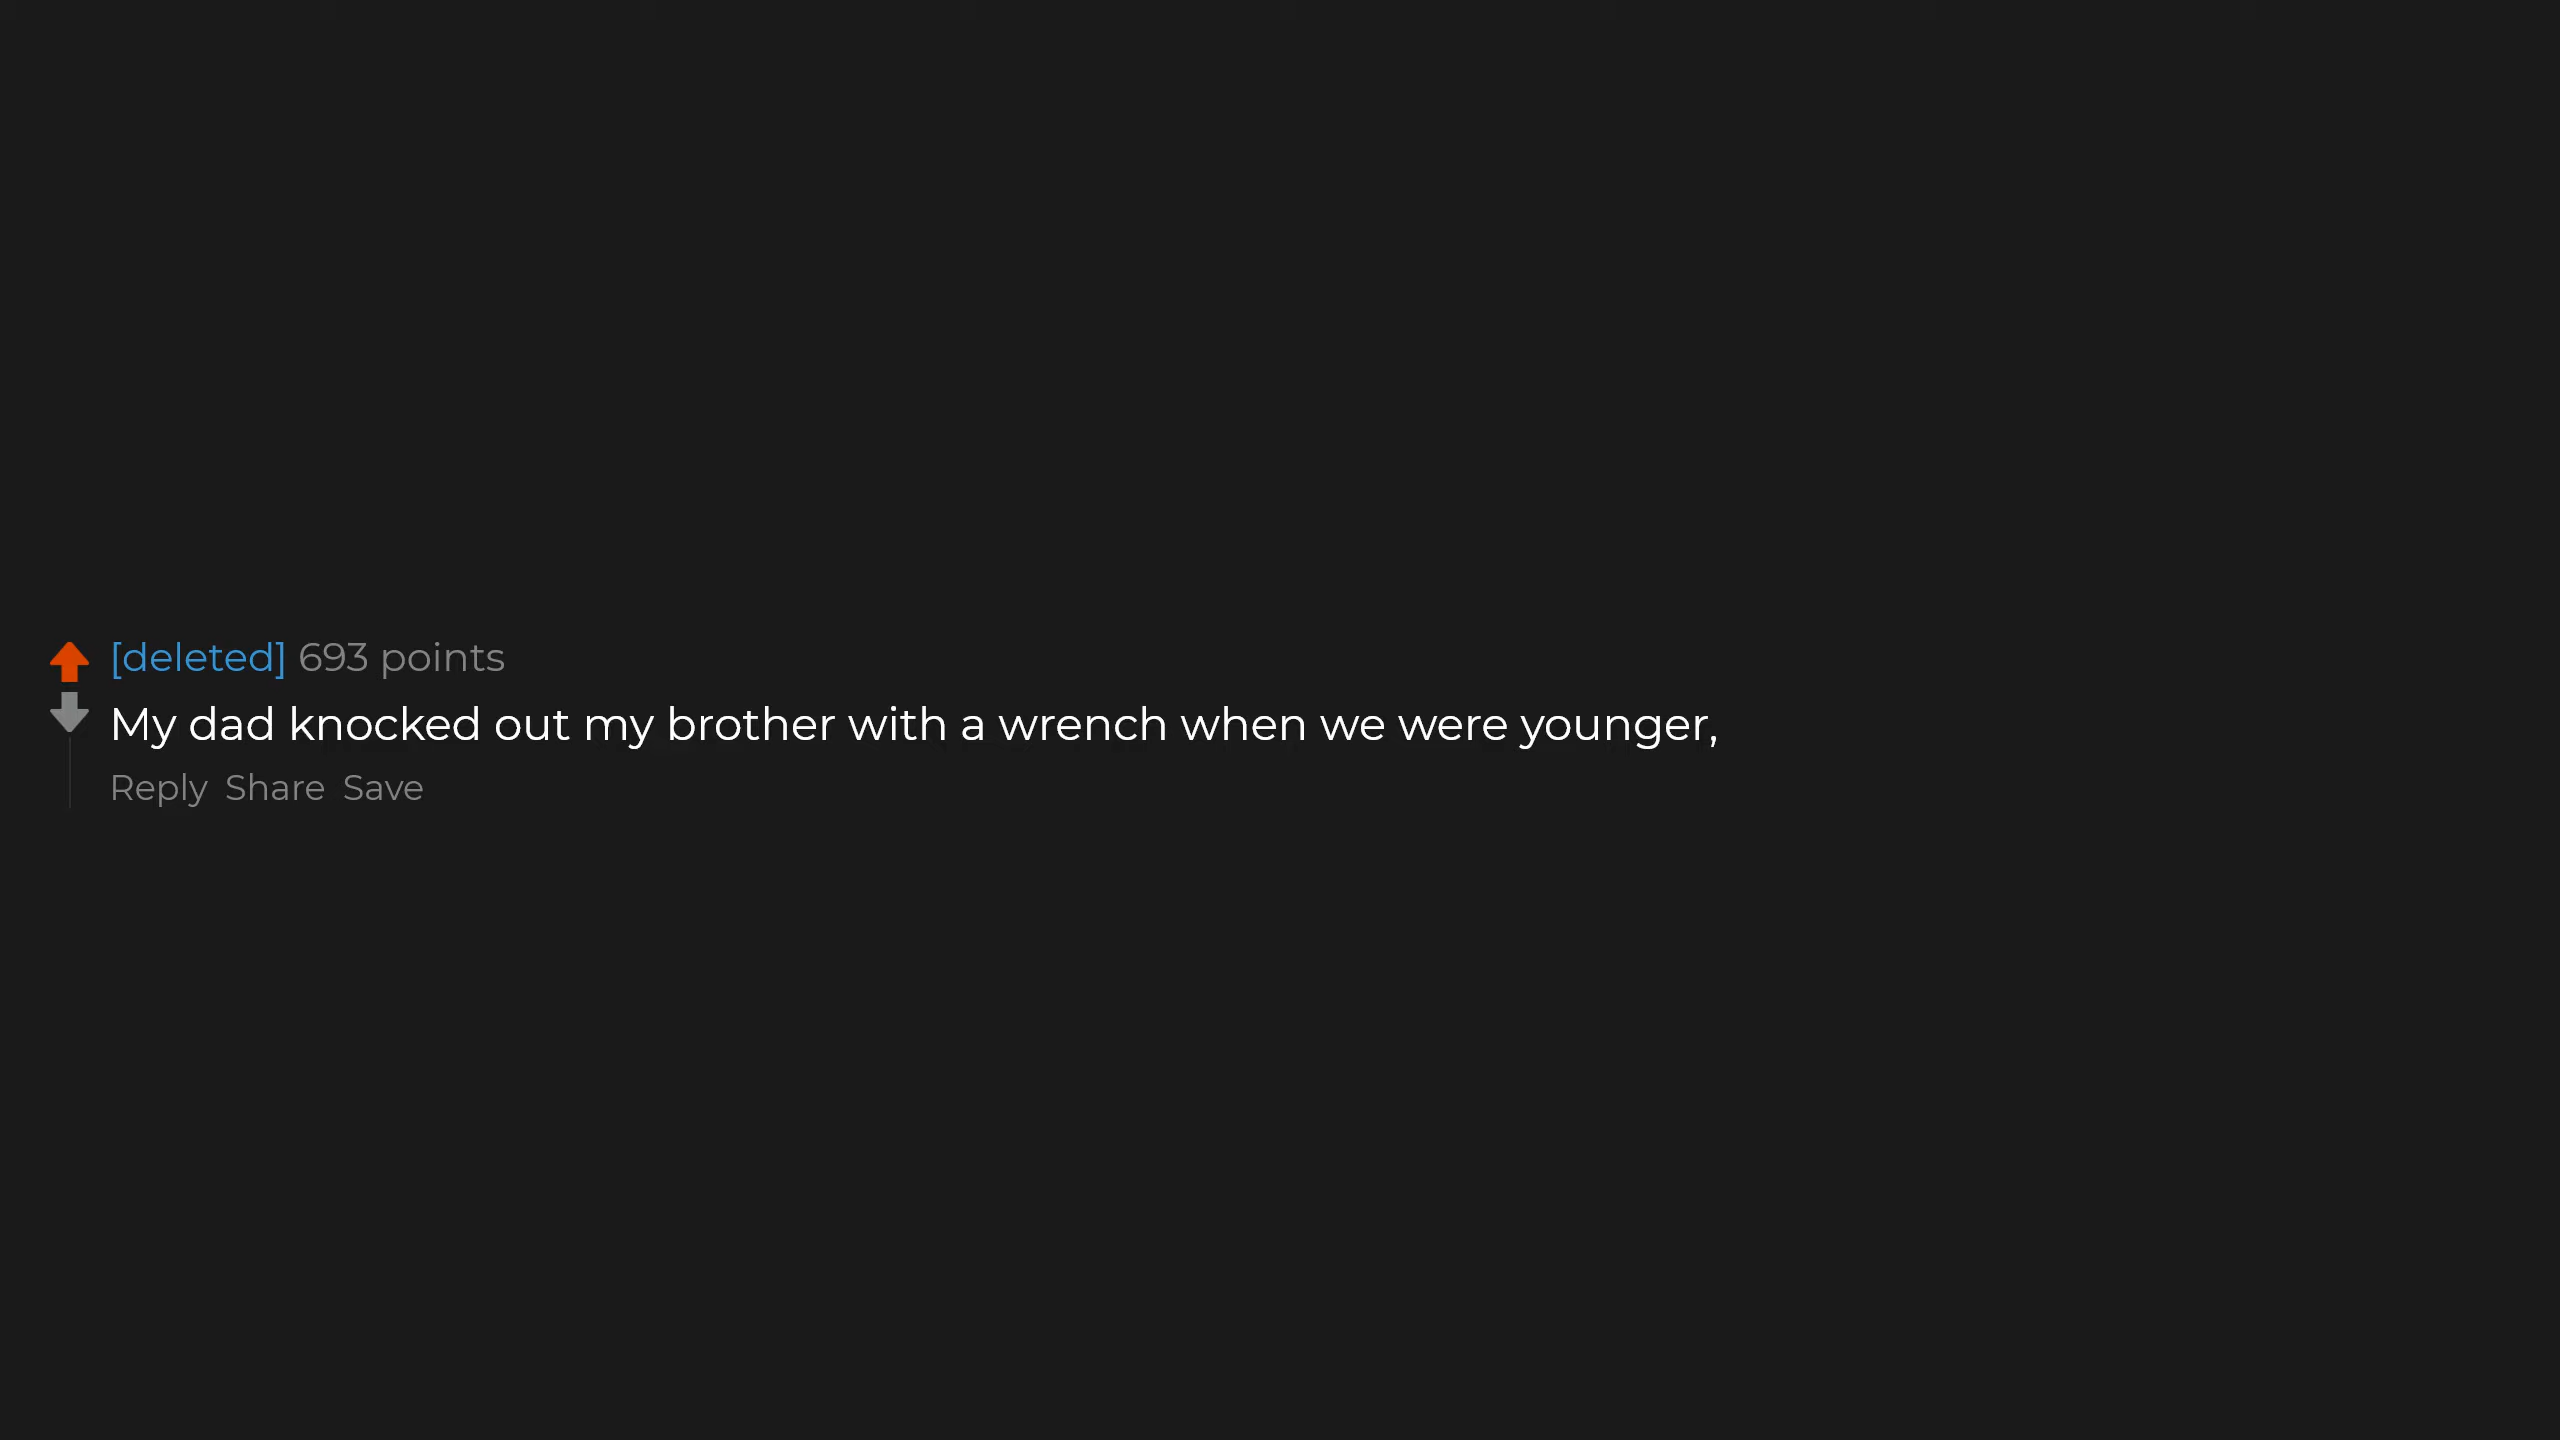 [deleted] 693 points
My dad knocked out my brother with a wrench when we were younger,
Reply Share Save